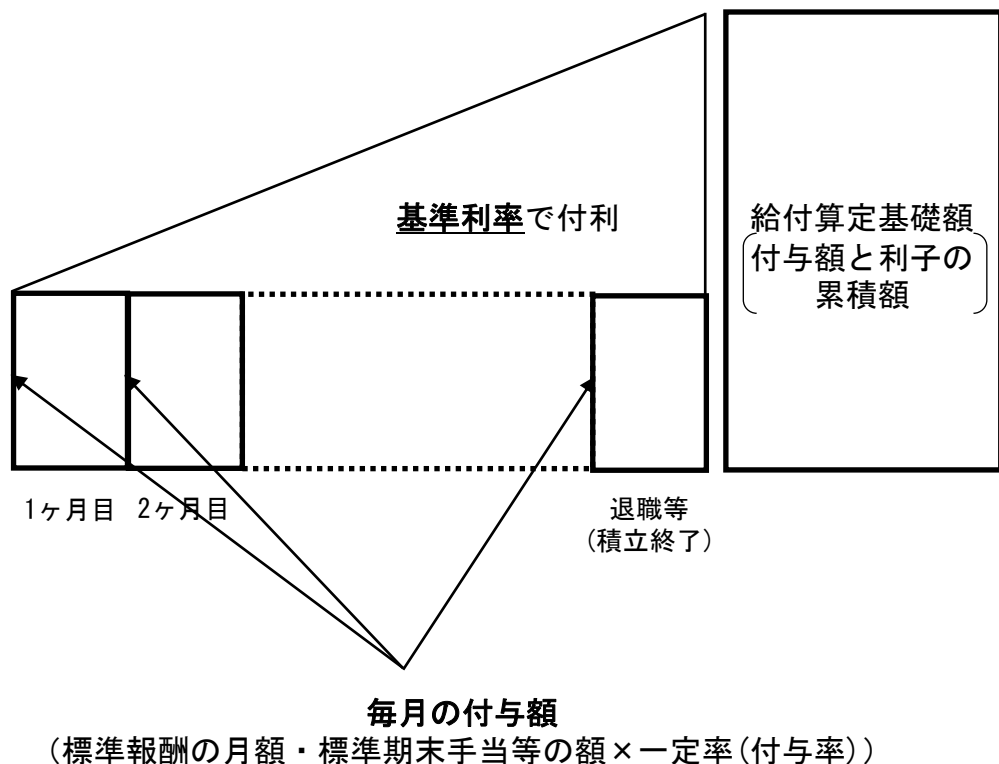 基準利率で付利
給付算定基礎額
付与額と利子の
累積額
1ヶ月目 2ヶ月目
退職等
(積立終了)
毎月の付与額
(標準報酬の月額・標準期末手当等の額×一定率(付与率))